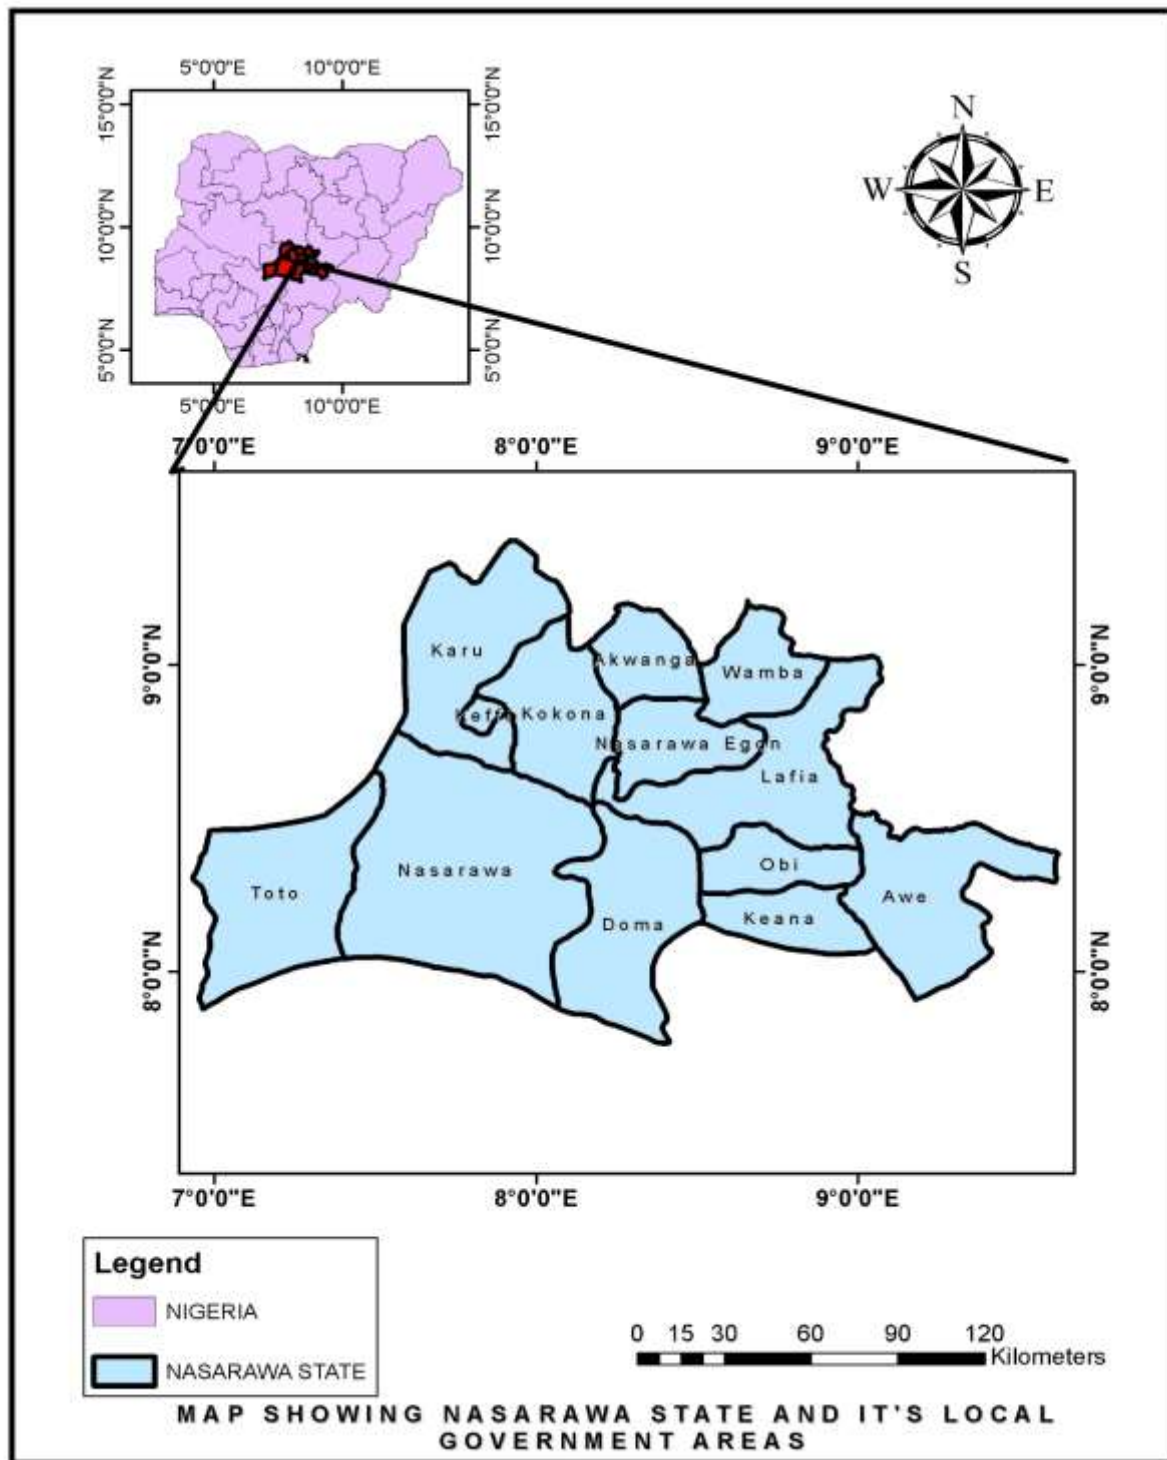 5°0'0"E 10°0'0"E
15°0'0"N
15°0'0"N
10°0'0"N
10°0'0"N
5°0'0"N
5°0'0"N
5°0'0"E 10°0'0"E
N
W E
S
7°0'0"E 8°0'0"E 9°0'0"E
9°0'0"N
9°0'0"N
8°0'0"N
8°0'0"N
Karu
Akwanga
Wamba
Keffi
Kokona
Nasarawa Egon
Lafia
Nasarawa
Obi
Toto
Awe
Doma
Keana
7°0'0"E 8°0'0"E 9°0'0"E
Legend
NIGERIA
NASARAWA STATE
0 15 30 60 90 120
Kilometers
MAP SHOWING NASARAWA STATE AND IT'S LOCAL
GOVERNMENT AREAS